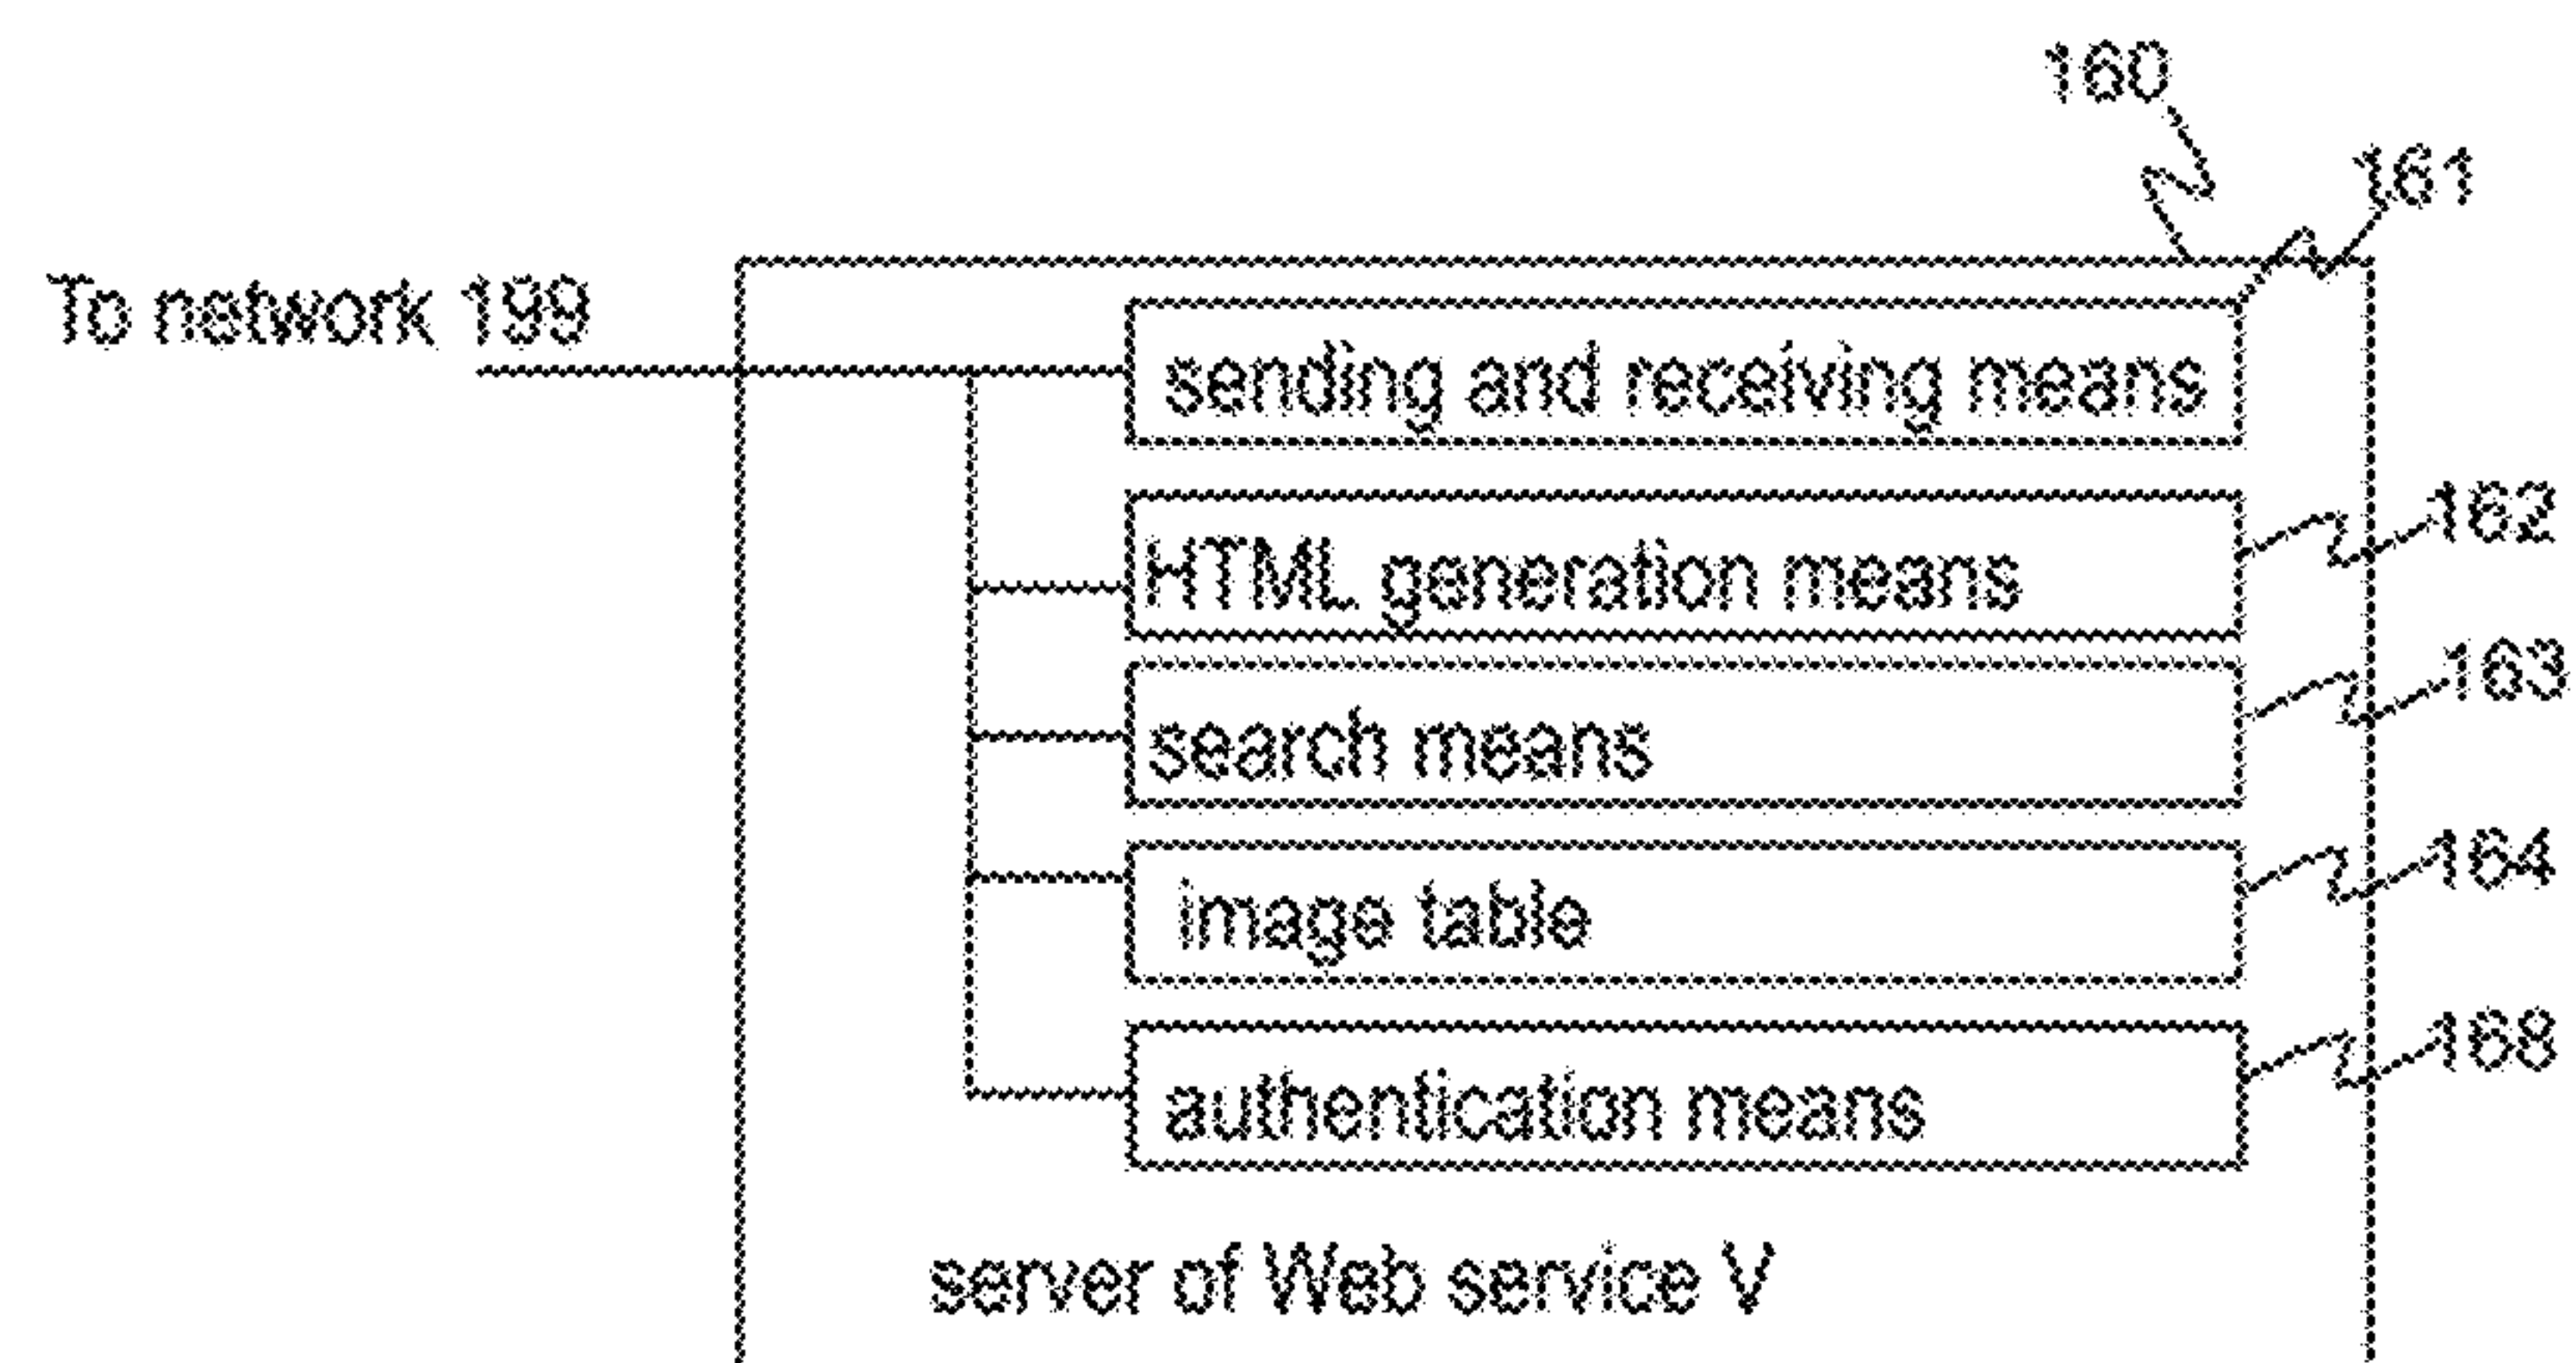 160
161
To network 199
sending and receiving means
162
HTML generation means
163
search means
164
image table
168
authentication means
server of Web service V